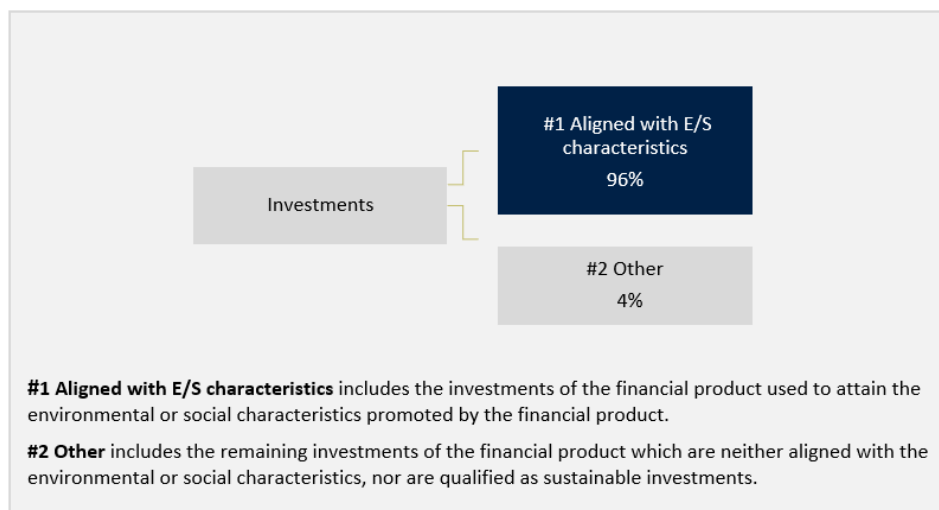 #1 Aligned with E/S
characteristics
96%
Investments
#2 Other
4%
#1 Aligned with E/S characteristics includes the investments of the financial product used to attain the
environmental or social characteristics promoted by the financial product.
#2 Other includes the remaining investments of the financial product which are neither aligned with the
environmental or social characteristics, nor are qualified as sustainable investments.